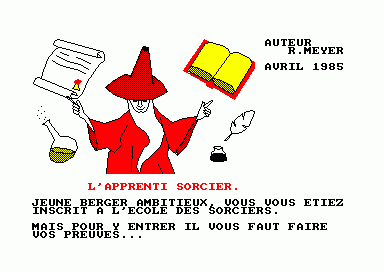 AUTEUR
R.MEYER
AVRIL 1985
L'APPRENTI SORCIER.
JEUNE BERGER AMBITIEUX, VOUS VOUS ETIEZ
INSCRIT A L'ECOLE DES SORCIERS.
MAIS POUR Y ENTRER IL VOUS FAUT FAIRE
VOS PREUVES...